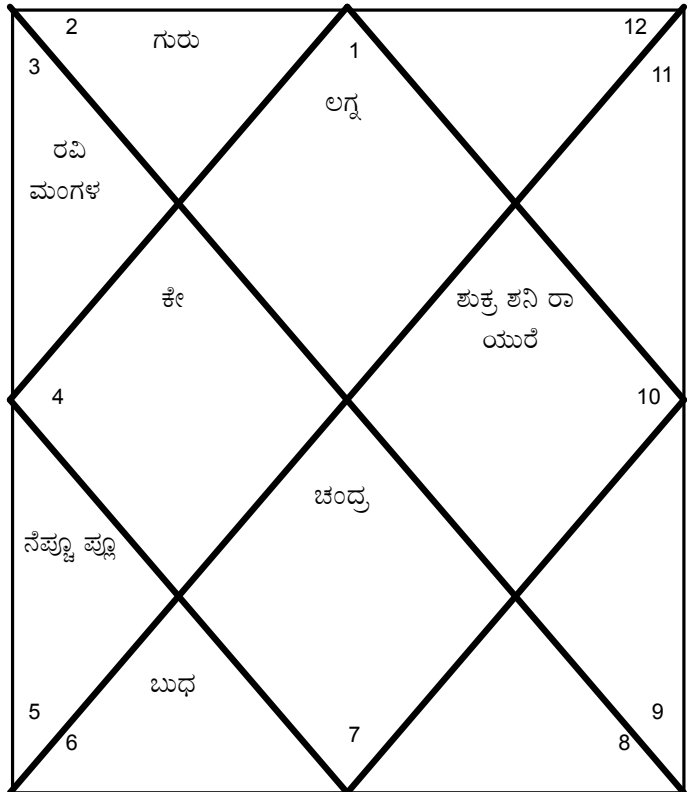 2
ಗುರು
1
12
3
11
ಲಗ್ನ
ರವಿ
ಮಂಗಳ
ಕೇ
ಶುಕ್ರ ಶನಿ ರಾ
ಯುರೆ
4
10
ಚಂದ್ರ
ನೆಪ್ಚೂ ಪ್ಲೂ
ಬುಧ
5
9
6
7
8